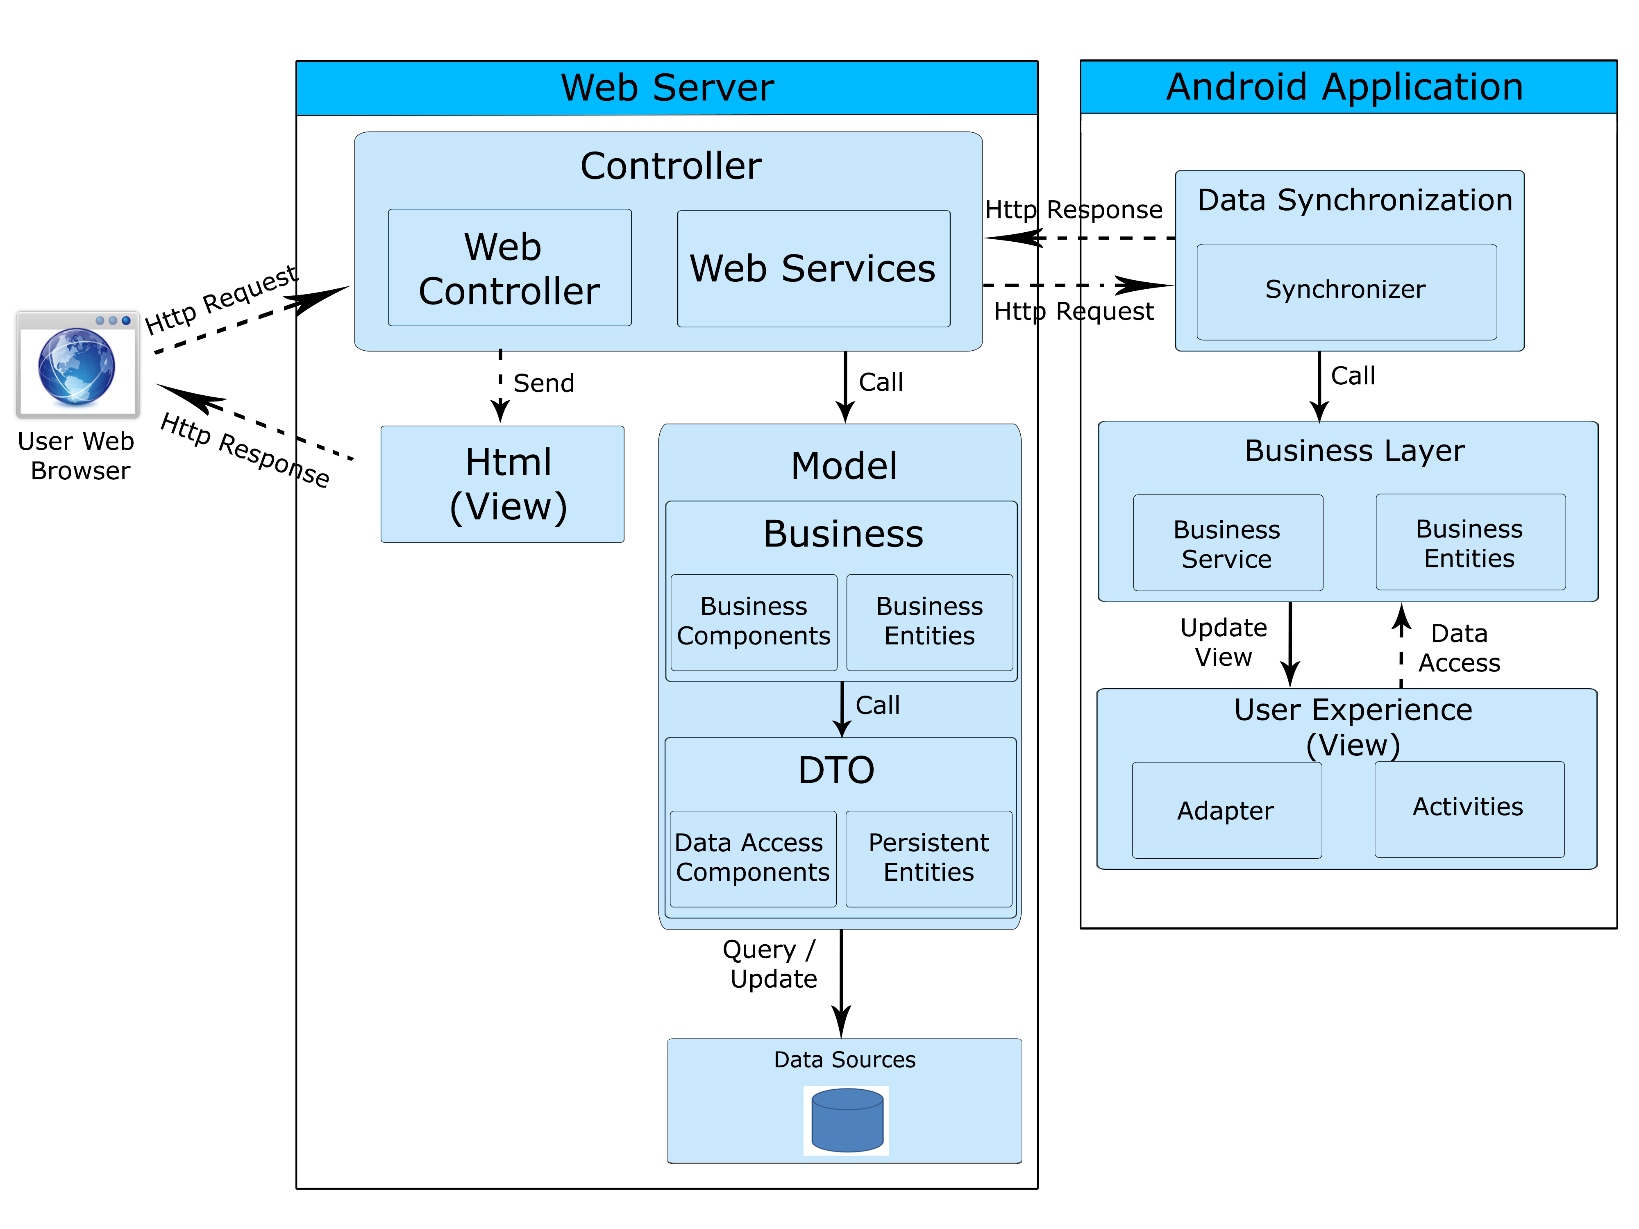 Web Server
Controller
Web
Controller
Web Services
Http Request
User Web
Browser
Http Response
Send
Call
Html
(View)
Model
Business
Business
Components
Business
Entities
Call
DTO
Data Access
Components
Persistent
Entities
Query /
Update
Data Sources
Http Response
Http Request
Android Application
Data Synchronization
Synchronizer
Call
Business Layer
Business
Service
Business
Entities
Update
View
Data
Access
User Experience
(View)
Adapter
Activities